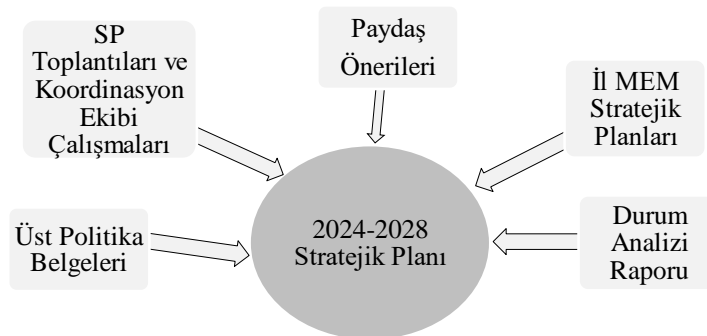 SP
Toplantıları ve
Koordinasyon
Ekibi
Çalışmaları
Paydaş
Önerileri
İl MEM
Stratejik
Planları
Üst Politika
Belgeleri
2024-2028
Stratejik Planı
Durum
Analizi
Raporu